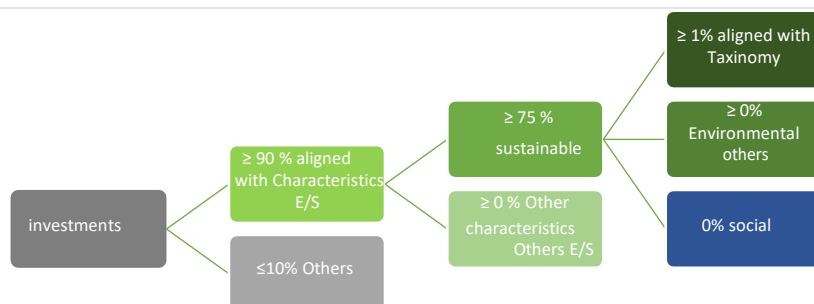 investments
≥ 90 % aligned
with Characteristics
E/S
≤10% Others
≥ 75 %
sustainable
≥ 0 % Other
characteristics
Others E/S
≥ 1% aligned with
Taxinomy
≥ 0%
Environmental
others
0% social